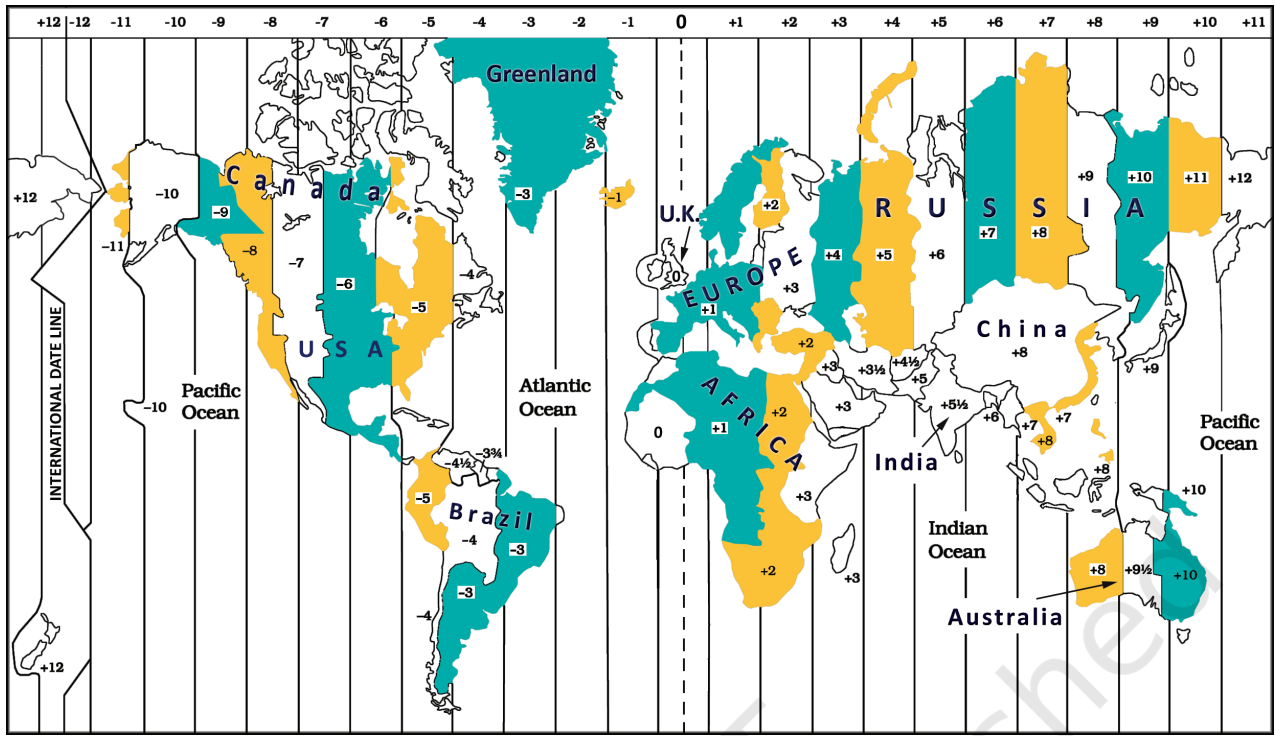 +12 -12 -11 -10 -9 -8 -7 -6 -5 -4 -3 -2 -1 0 +1 +2 +3 +4 +5 +6 +7 +8 +9 +10 +11
Greenland
Canada
+12
–10
–9
–11
–8
–7
–6
–5
–4
–3
–1
U.K.
0
+2
EUROPE
+1
+3
+4
RUSSIA
+5
+6
+7
+8
+9
+10
+11
+12
USA
China
+8
+2
+3
+3½
+4½
+5
+9
Pacific
Ocean
Atlantic
Ocean
INTERNATIONAL DATE LINE
–10
AFRICA
0
+1
+2
+3
+3
+5½
+6
+7
+8
+7
+8
India
Pacific
Ocean
–4½
–3¾
–5
Brazil
–4
–3
–3
–4
+2
+3
Indian
Ocean
+10
+8
+9½
+10
Australia
+12
shed